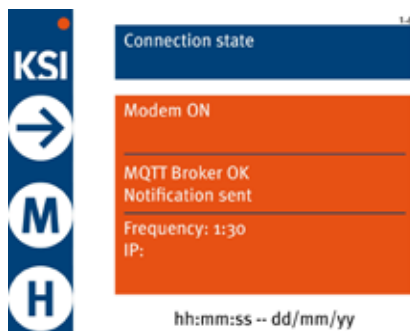 KSI
M
H
Connection state
Modem ON
MQTT Broker OK
Notification sent
Frequency: 1:30
IP:
hh:mm:ss -- dd/mm/yy